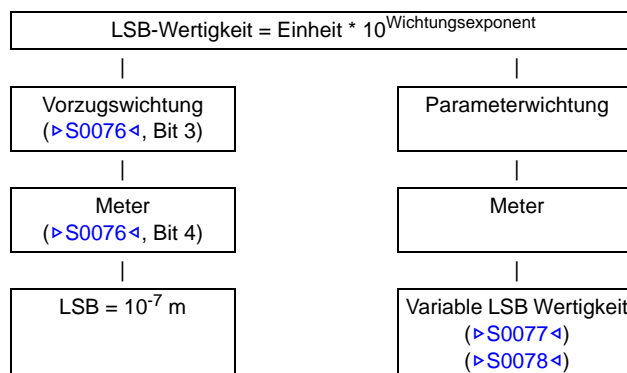 LSB-Wertigkeit = Einheit * 10^Wichtungsexponent
| |
Vorzugswichtung
(▹S0076◃, Bit 3)
Parameterwichtung
| |
Meter
(▹S0076◃, Bit 4)
Meter
| |
LSB = 10^-7 m
Variable LSB Wertigkeit
(▹S0077◃)
(▹S0078◃)